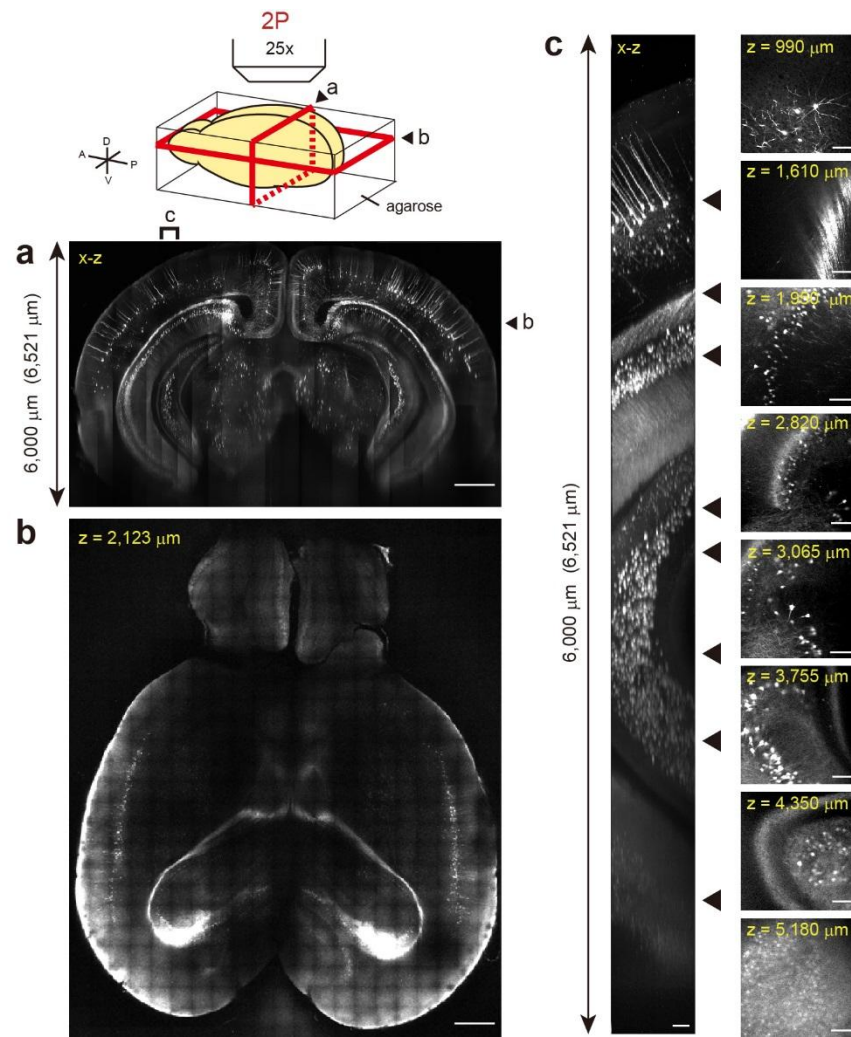 2P
25x
a
b
D
A
P
V
agarose
c
a
x-z
6,000 µm (6,521 µm)
b
b
z = 2,123 µm
c
x-z
6,000 µm (6,521 µm)
z = 990 µm
z = 1,610 µm
z = 1,990 µm
z = 2,820 µm
z = 3,065 µm
z = 3,755 µm
z = 4,350 µm
z = 5,180 µm